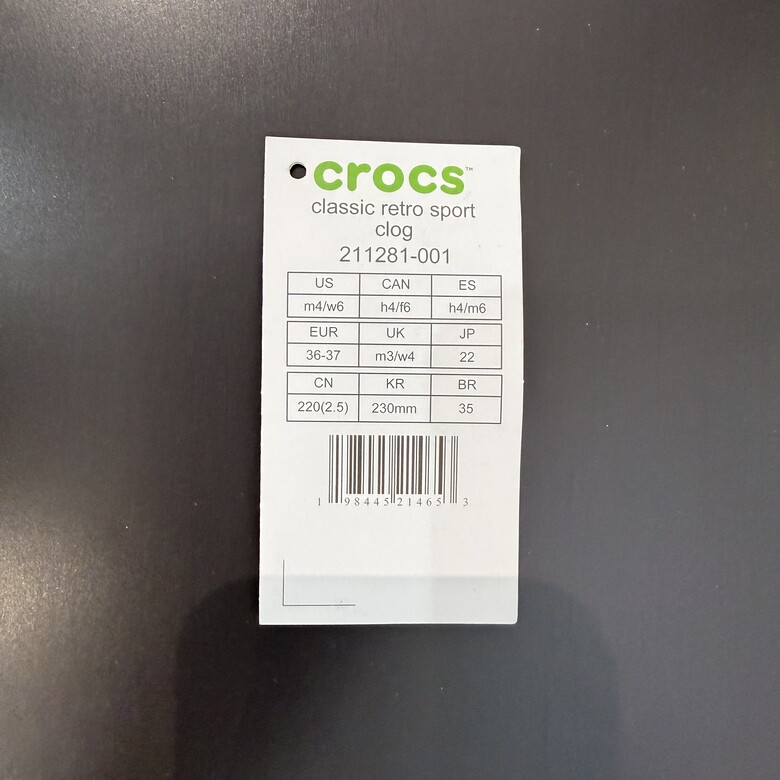 crocs™
classic retro sport
clog
211281-001
US CAN ES
m4/w6 h4/f6 h4/m6
EUR UK JP
36-37 m3/w4 22
CN KR BR
220(2.5) 230mm 35
1 98445 21465 3